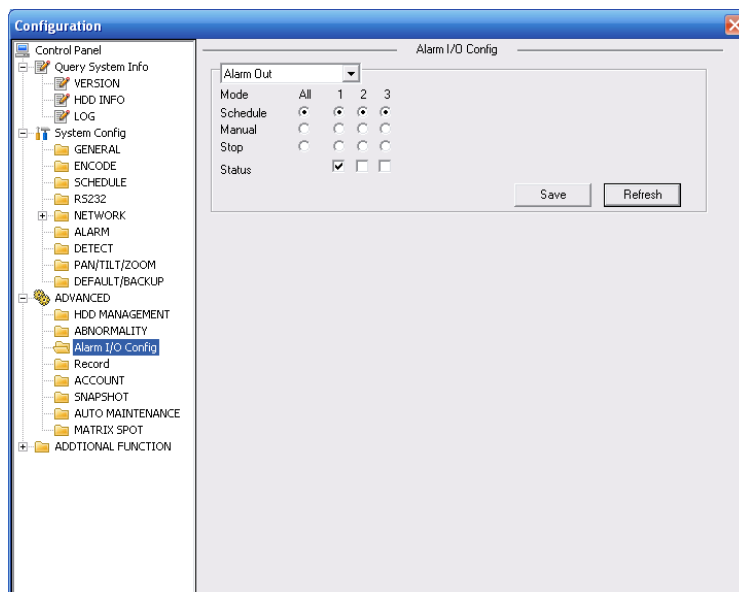 Configuration
Control Panel
Query System Info
VERSION
HDD INFO
LOG
System Config
GENERAL
ENCODE
SCHEDULE
RS232
NETWORK
ALARM
DETECT
PAN/TILT/ZOOM
DEFAULT/BACKUP
ADVANCED
HDD MANAGEMENT
ABNORMALITY
Alarm I/O Config
Record
ACCOUNT
SNAPSHOT
AUTO MAINTENANCE
MATRIX SPOT
ADDTIONAL FUNCTION
Alarm I/O Config
Alarm Out
Mode All 1 2 3
Schedule
Manual
Stop
Status
Save Refresh